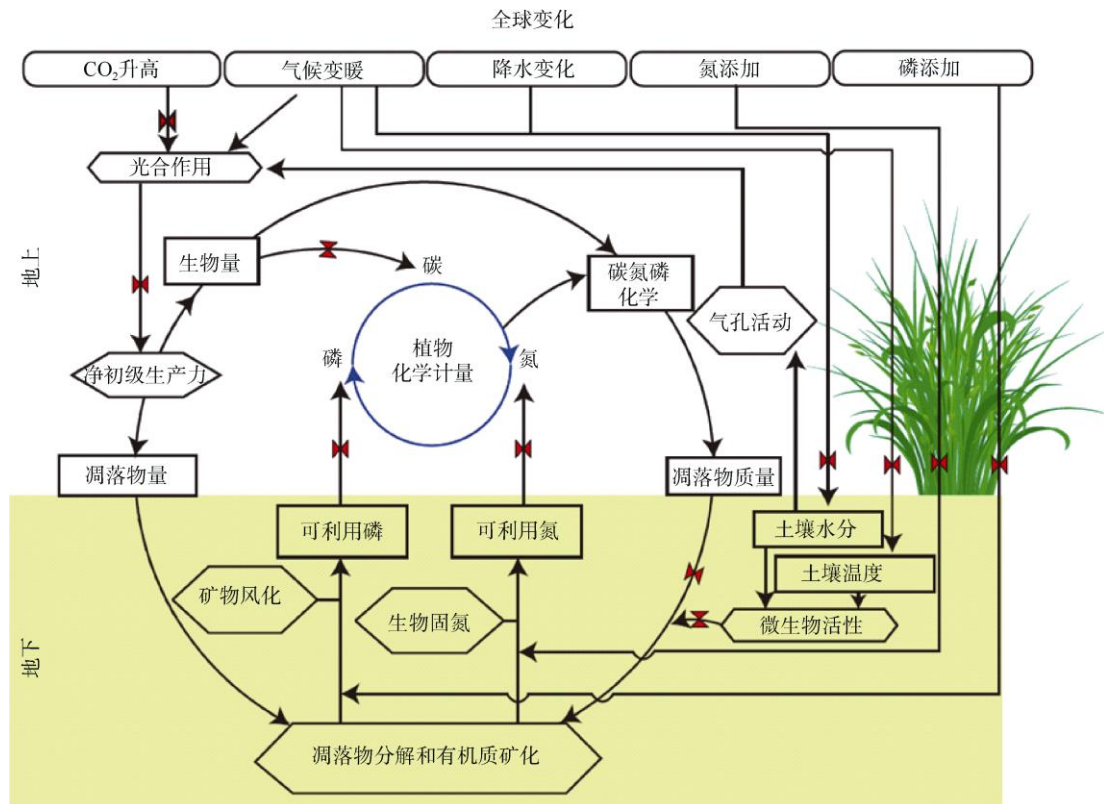 全球变化
CO₂升高
气候变暖
降水变化
氮添加
磷添加
光合作用
地上
生物量
碳
碳氮磷
化学
气孔活动
磷
植物
化学计量
氮
净初级生产力
凋落物量
凋落物质量
可利用磷
可利用氮
土壤水分
土壤温度
矿物风化
生物固氮
微生物活性
地下
凋落物分解和有机质矿化